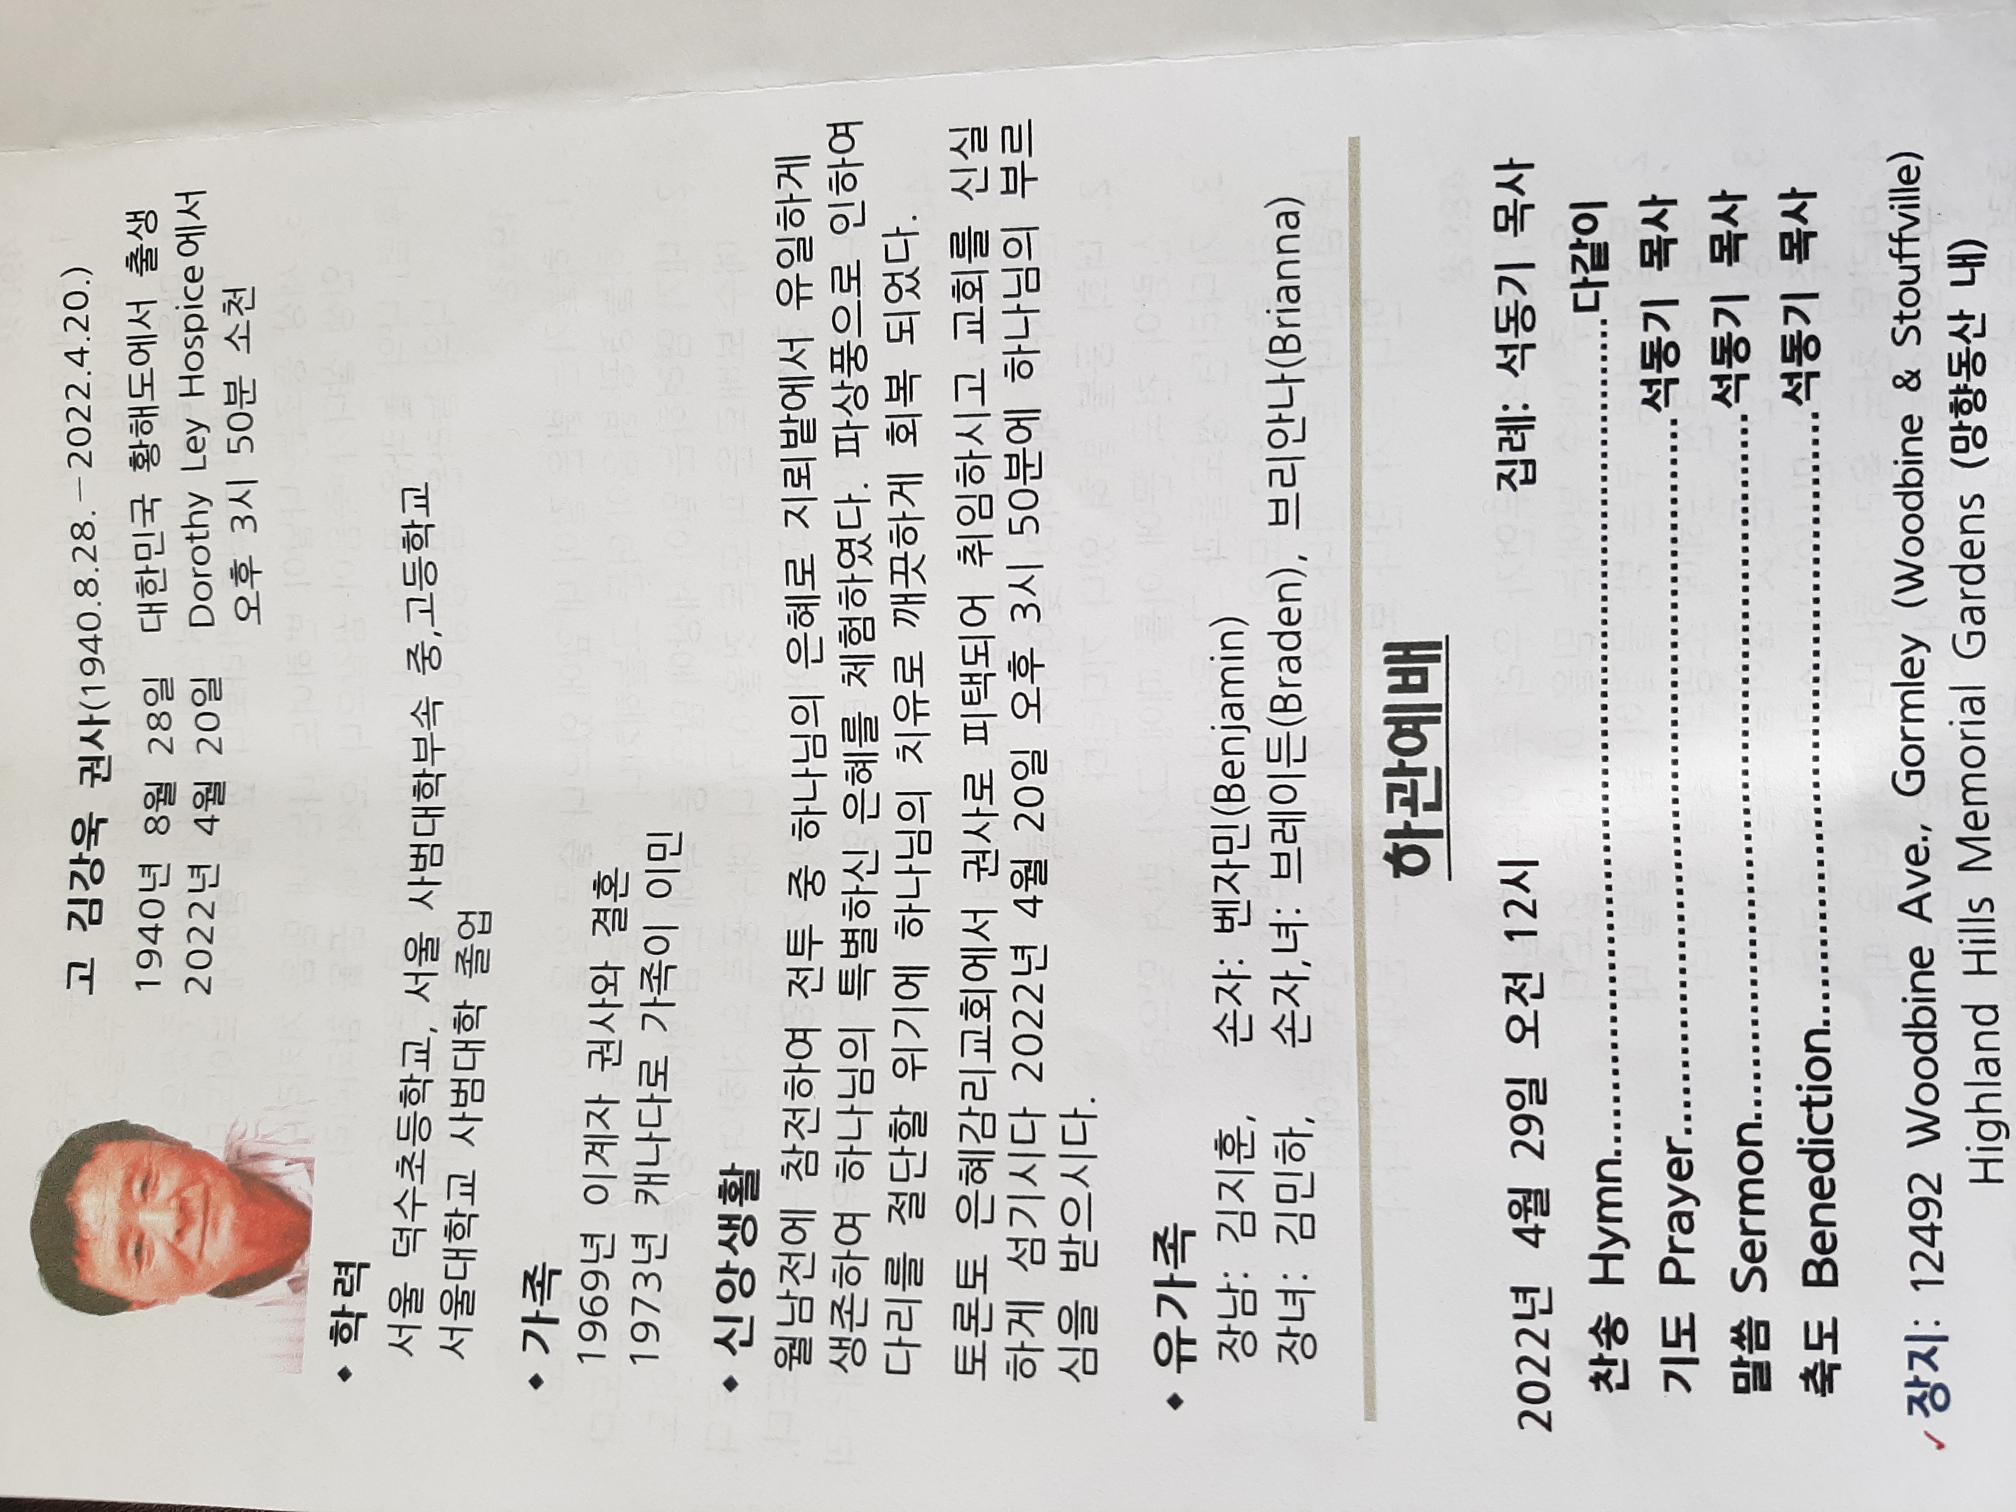 고 김강욱 권사(1940.8.28.－2022.4.20.)
1940년 8월 28일 대한민국 황해도에서 출생
2022년 4월 20일 Dorothy Ley Hospice에서
오후 3시 50분 소천
◆ 학력
서울 덕수초등학교, 서울 사범대학부속 중,고등학교
서울대학교 사범대학 졸업
◆ 가족
1969년 이계자 권사와 결혼
1973년 캐나다로 가족이 이민
◆ 신앙생활
월남전에 참전하여 전투 중 하나님의 은혜로 지뢰밭에서 유일하게
생존하여 하나님의 특별하신 은혜를 체험하였다. 파상풍으로 인하여
다리를 절단할 위기에 하나님의 치유로 깨끗하게 회복 되었다.
토론토 은혜감리교회에서 권사로 피택되어 취임하시고 교회를 신실
하게 섬기시다 2022년 4월 20일 오후 3시 50분에 하나님의 부르
심을 받으시다.
◆ 유가족
장남: 김지훈, 손자: 벤자민(Benjamin)
장녀: 김민하, 손자,녀: 브레이든(Braden), 브리안나(Brianna)
하관예배
2022년 4월 29일 오전 12시 집례: 석동기 목사
찬송 Hymn........................................................다같이
기도 Prayer..................................................석동기 목사
말씀 Sermon..................................................석동기 목사
축도 Benediction............................................석동기 목사
✓장지: 12492 Woodbine Ave., Gormley (Woodbine & Stouffville)
Highland Hills Memorial Gardens (망향동산 내)